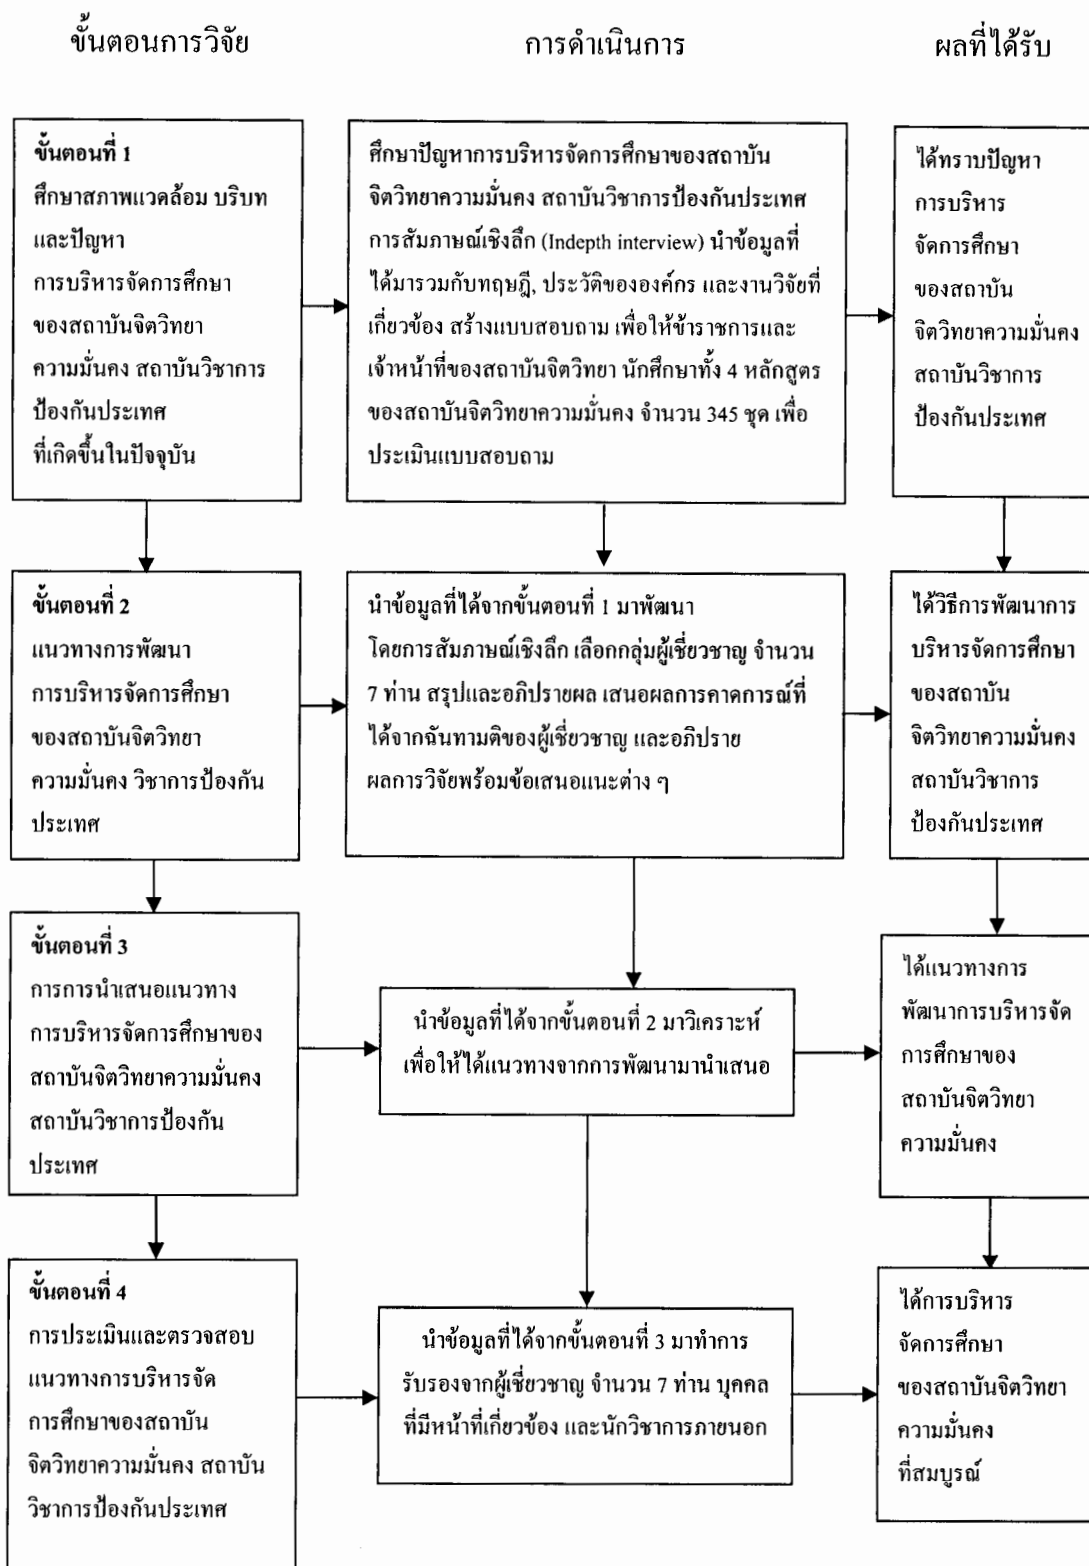 ขั้นตอนการวิจัย
การดำเนินการ
ผลที่ได้รับ
ขั้นตอนที่ 1
ศึกษาสภาพแวดล้อม บริบท
และปัญหา
การบริหารจัดการศึกษา
ของสถาบันจิตวิทยา
ความมั่นคง สถาบันวิชาการ
ป้องกันประเทศ
ที่เกิดขึ้นในปัจจุบัน
ศึกษาปัญหาการบริหารจัดการศึกษาของสถาบัน
จิตวิทยาความมั่นคง สถาบันวิชาการป้องกันประเทศ
การสัมภาษณ์เชิงลึก (Indepth interview) นำข้อมูลที่
ได้มารวมกับทฤษฎี, ประวัติขององค์กร และงานวิจัยที่
เกี่ยวข้อง สร้างแบบสอบถาม เพื่อให้ข้าราชการและ
เจ้าหน้าที่ของสถาบันจิตวิทยา นักศึกษาทั้ง 4 หลักสูตร
ของสถาบันจิตวิทยาความมั่นคง จำนวน 345 ชุด เพื่อ
ประเมินแบบสอบถาม
ได้ทราบปัญหา
การบริหาร
จัดการศึกษา
ของสถาบัน
จิตวิทยาความมั่นคง
สถาบันวิชาการ
ป้องกันประเทศ
ขั้นตอนที่ 2
แนวทางการพัฒนา
การบริหารจัดการศึกษา
ของสถาบันจิตวิทยา
ความมั่นคง วิชาการป้องกัน
ประเทศ
นำข้อมูลที่ได้จากขั้นตอนที่ 1 มาพัฒนา
โดยการสัมภาษณ์เชิงลึก เลือกกลุ่มผู้เชี่ยวชาญ จำนวน
7 ท่าน สรุปและอภิปรายผล เสนอผลการคาดการณ์ที่
ได้จากฉันทามติของผู้เชี่ยวชาญ และอภิปราย
ผลการวิจัยพร้อมข้อเสนอแนะต่าง ๆ
ได้วิธีการพัฒนาการ
บริหารจัดการศึกษา
ของสถาบัน
จิตวิทยาความมั่นคง
สถาบันวิชาการ
ป้องกันประเทศ
ขั้นตอนที่ 3
การการนำเสนอแนวทาง
การบริหารจัดการศึกษาของ
สถาบันจิตวิทยาความมั่นคง
สถาบันวิชาการป้องกัน
ประเทศ
นำข้อมูลที่ได้จากขั้นตอนที่ 2 มาวิเคราะห์
เพื่อให้ได้แนวทางจากการพัฒนามานำเสนอ
ได้แนวทางการ
พัฒนาการบริหารจัด
การศึกษาของ
สถาบันจิตวิทยา
ความมั่นคง
ขั้นตอนที่ 4
การประเมินและตรวจสอบ
แนวทางการบริหารจัด
การศึกษาของสถาบัน
จิตวิทยาความมั่นคง สถาบัน
วิชาการป้องกันประเทศ
นำข้อมูลที่ได้จากขั้นตอนที่ 3 มาทำการ
รับรองจากผู้เชี่ยวชาญ จำนวน 7 ท่าน บุคคล
ที่มีหน้าที่เกี่ยวข้อง และนักวิชาการภายนอก
ได้การบริหาร
จัดการศึกษา
ของสถาบันจิตวิทยา
ความมั่นคง
ที่สมบูรณ์